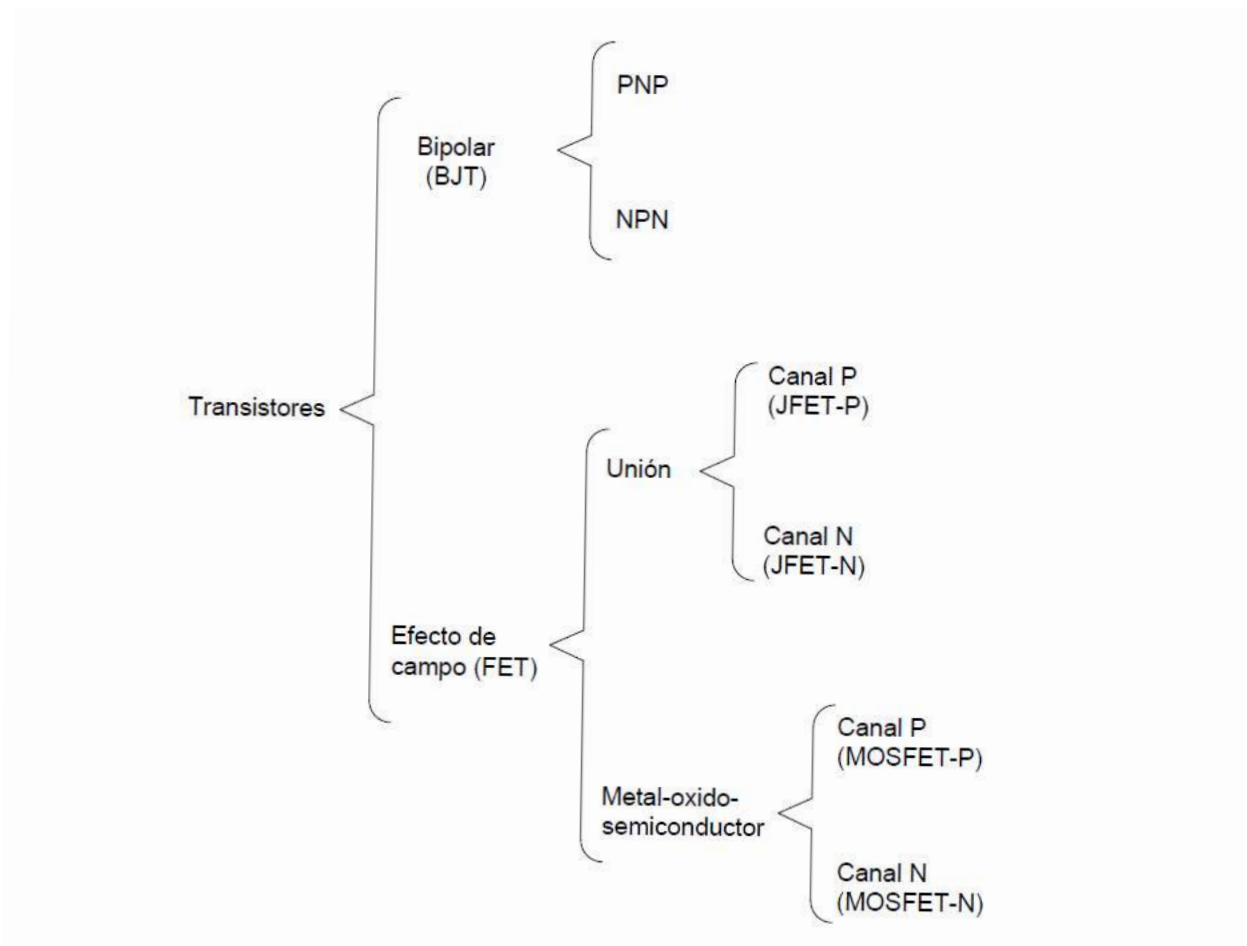 Transistores
Bipolar
(BJT)
PNP
NPN
Efecto de
campo (FET)
Unión
Canal P
(JFET-P)
Canal N
(JFET-N)
Metal-oxido-
semiconductor
Canal P
(MOSFET-P)
Canal N
(MOSFET-N)